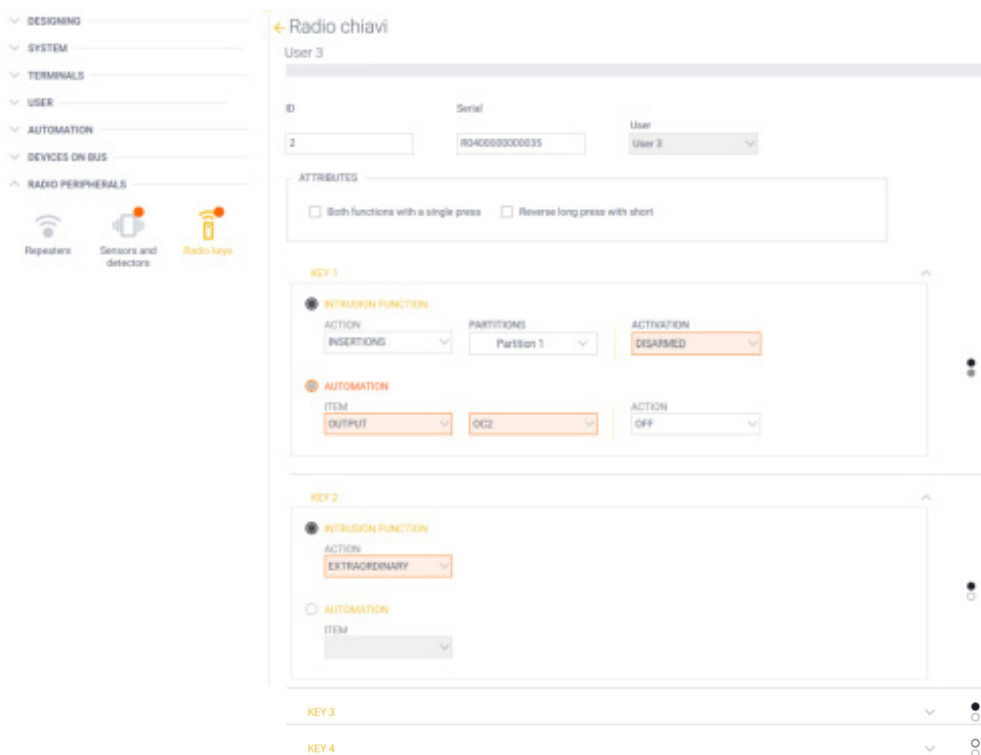 DESIGNING
SYSTEM
TERMINALS
USER
AUTOMATION
DEVICES ON BUS
RADIO PERIPHERALS
Repeaters
Sensors and
detectors
Radio keys
Radio chiavi
User 3
ID
Serial
User
2
R0400000000035
User 3
ATTRIBUTES
Both functions with a single press
Reverse long press with short
KEY 1
INTRUSION FUNCTION
ACTION PARTITIONS ACTIVATION
INSERTIONS Partition 1 DISARMED
AUTOMATION
ITEM ACTION
OUTPUT OC2 OFF
KEY 2
INTRUSION FUNCTION
ACTION
EXTRAORDINARY
AUTOMATION
ITEM
KEY 3
KEY 4